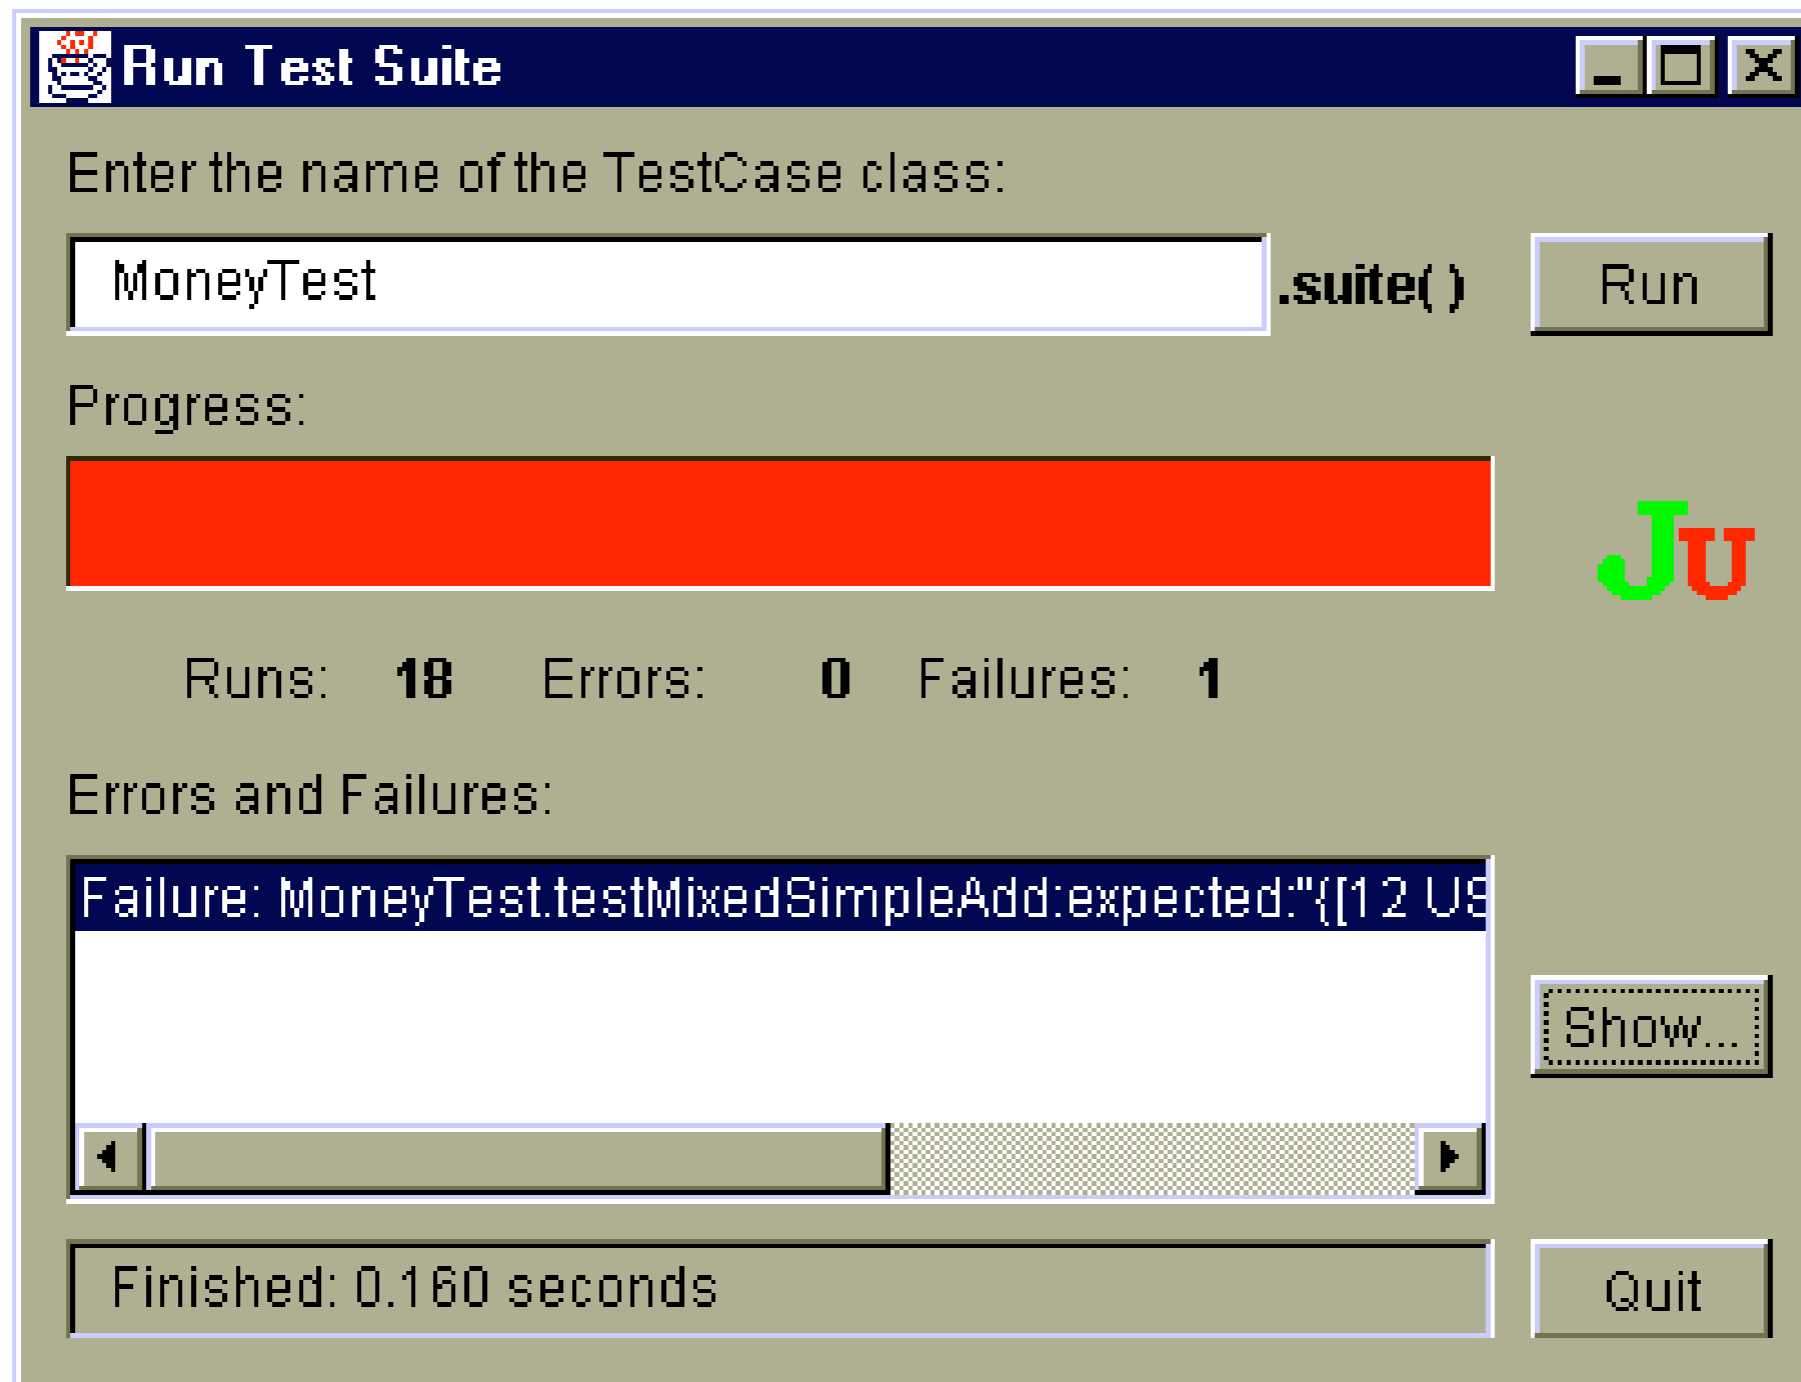 Run Test Suite
Enter the name of the TestCase class:
MoneyTest .suite( ) Run
Progress:
JU
Runs: 18 Errors: 0 Failures: 1
Errors and Failures:
Failure: MoneyTest.testMixedSimpleAdd:expected:"{[12 US
Show...
Finished: 0.160 seconds Quit